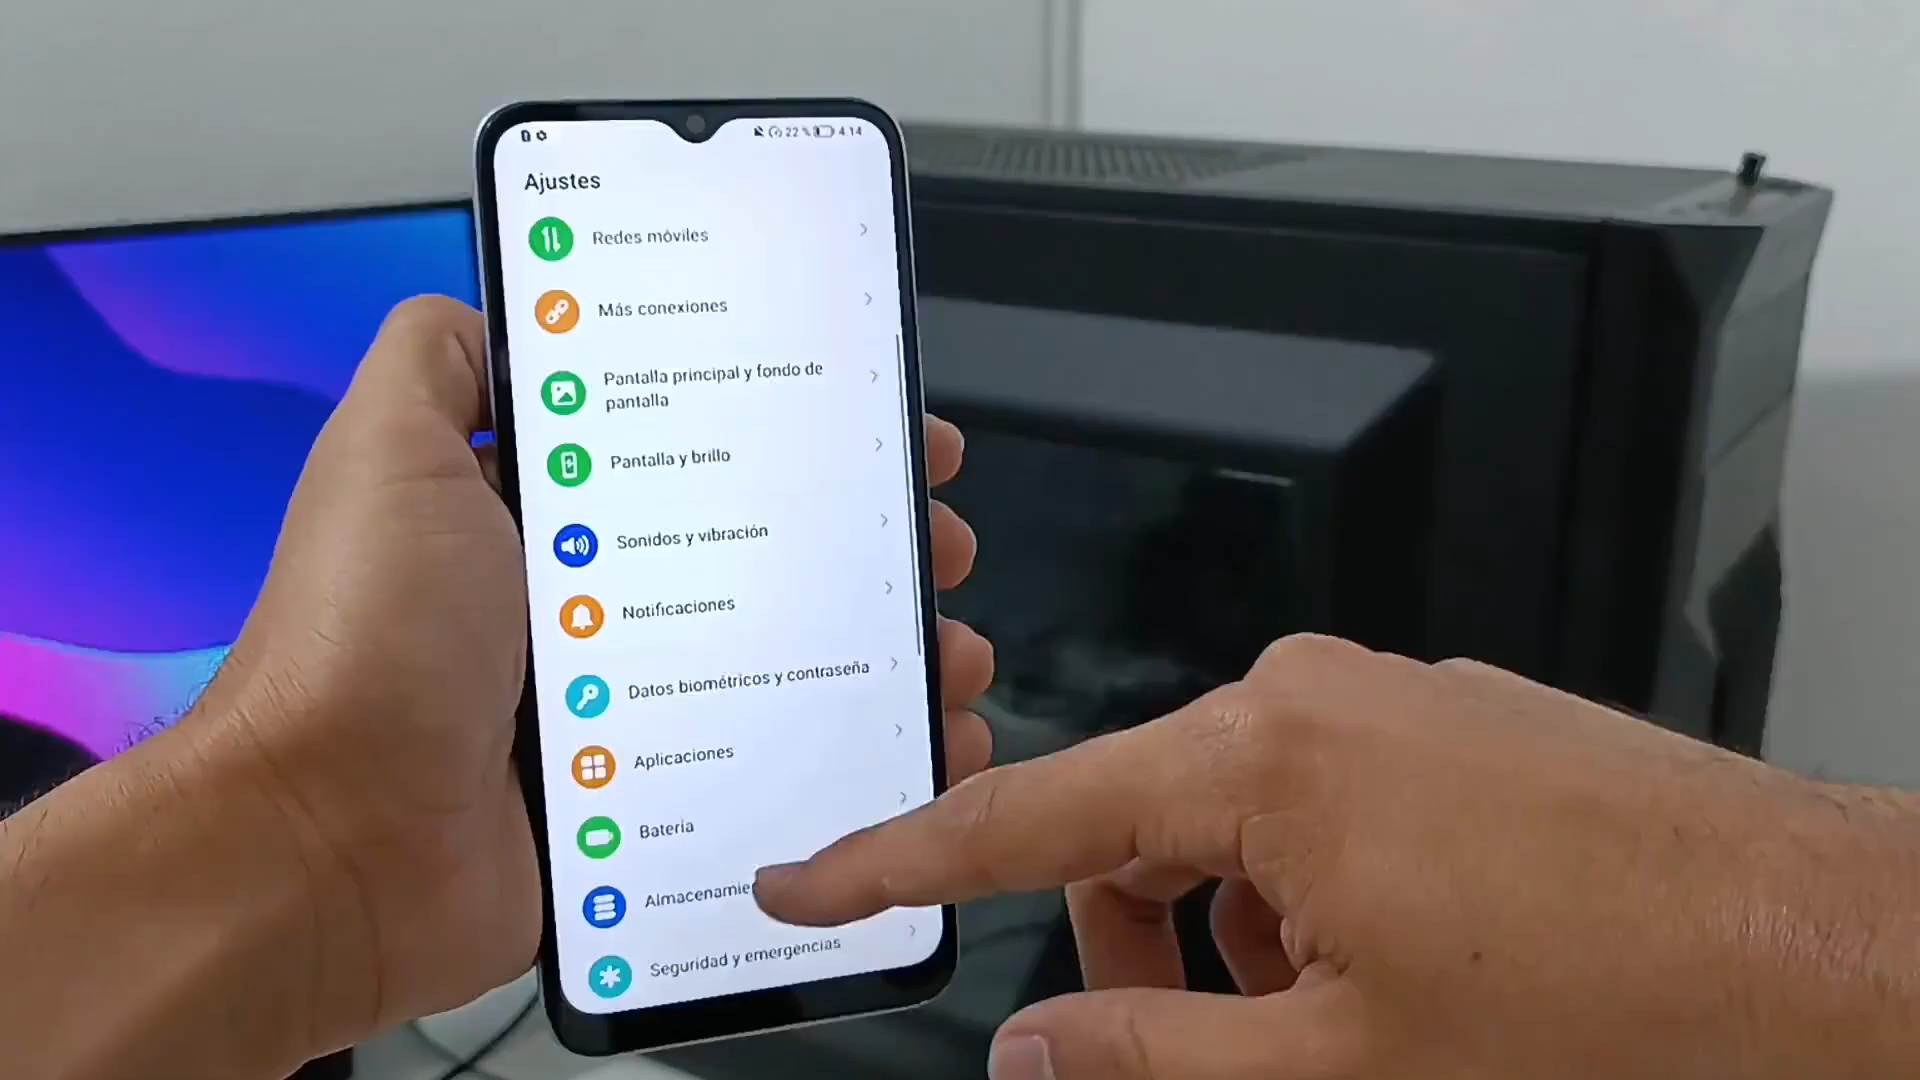 22 % 4:14
Ajustes
Redes móviles
Más conexiones
Pantalla principal y fondo de
pantalla
Pantalla y brillo
Sonidos y vibración
Notificaciones
Datos biométricos y contraseña
Aplicaciones
Batería
Almacenamie
Seguridad y emergencias